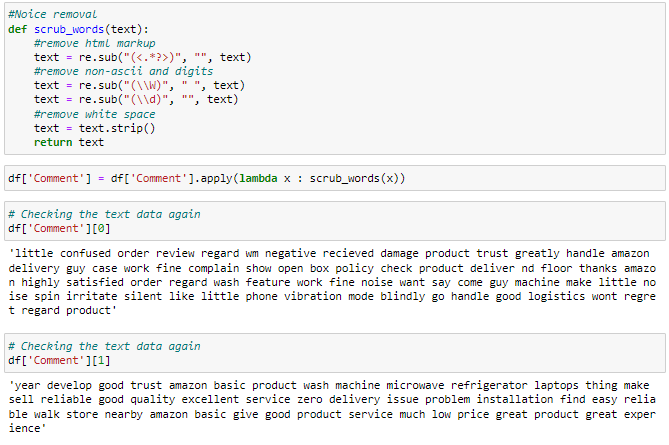 #Noice removal
def scrub_words(text):
    #remove html markup
    text = re.sub("(<.*?>)", "", text)
    #remove non-ascii and digits
    text = re.sub("(\\W)", " ", text)
    text = re.sub("(\\d)", "", text)
    #remove white space
    text = text.strip()
    return text
df['Comment'] = df['Comment'].apply(lambda x : scrub_words(x))
# Checking the text data again
df['Comment'][0]
'little confused order review regard wm negative recieved damage product trust greatly handle amazon
delivery guy case work fine complain show open box policy check product deliver nd floor thanks amazo
n highly satisfied order regard wash feature work fine noise want say come guy machine make little no
ise spin irritate silent like little phone vibration mode blindly go handle good logistics wont regre
t regard product'
# Checking the text data again
df['Comment'][1]
'year develop good trust amazon basic product wash machine microwave refrigerator laptops thing make
sell reliable good quality excellent service zero delivery issue problem installation find easy relia
ble walk store nearby amazon basic give good product service much low price great product great exper
ience'